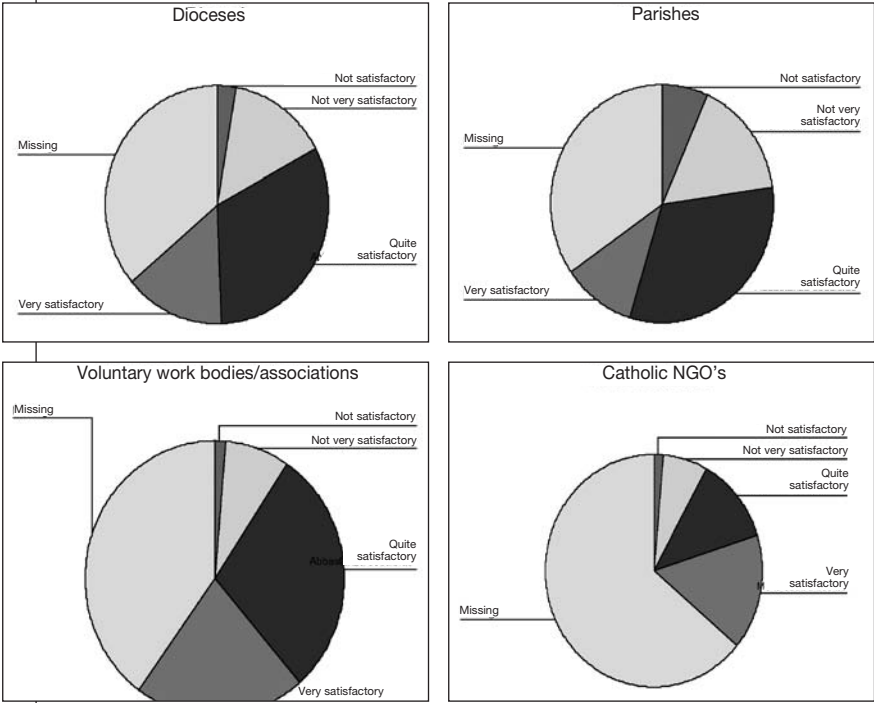 Dioceses
Not satisfactory
Not very satisfactory
Missing
Quite
satisfactory
Very satisfactory
Parishes
Not satisfactory
Not very
satisfactory
Missing
Quite
satisfactory
Very satisfactory
Voluntary work bodies/associations
Missing
Not satisfactory
Not very satisfactory
Quite
satisfactory
Very satisfactory
Catholic NGO's
Not satisfactory
Not very satisfactory
Quite
satisfactory
Very
satisfactory
Missing